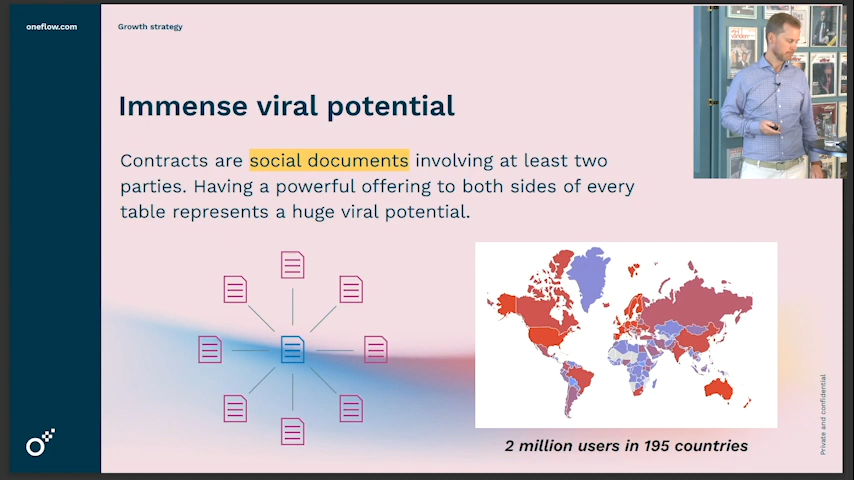 oneflow.com
Growth strategy
Immense viral potential
Contracts are social documents involving at least two
parties. Having a powerful offering to both sides of every
table represents a huge viral potential.
2 million users in 195 countries
Private and confidential